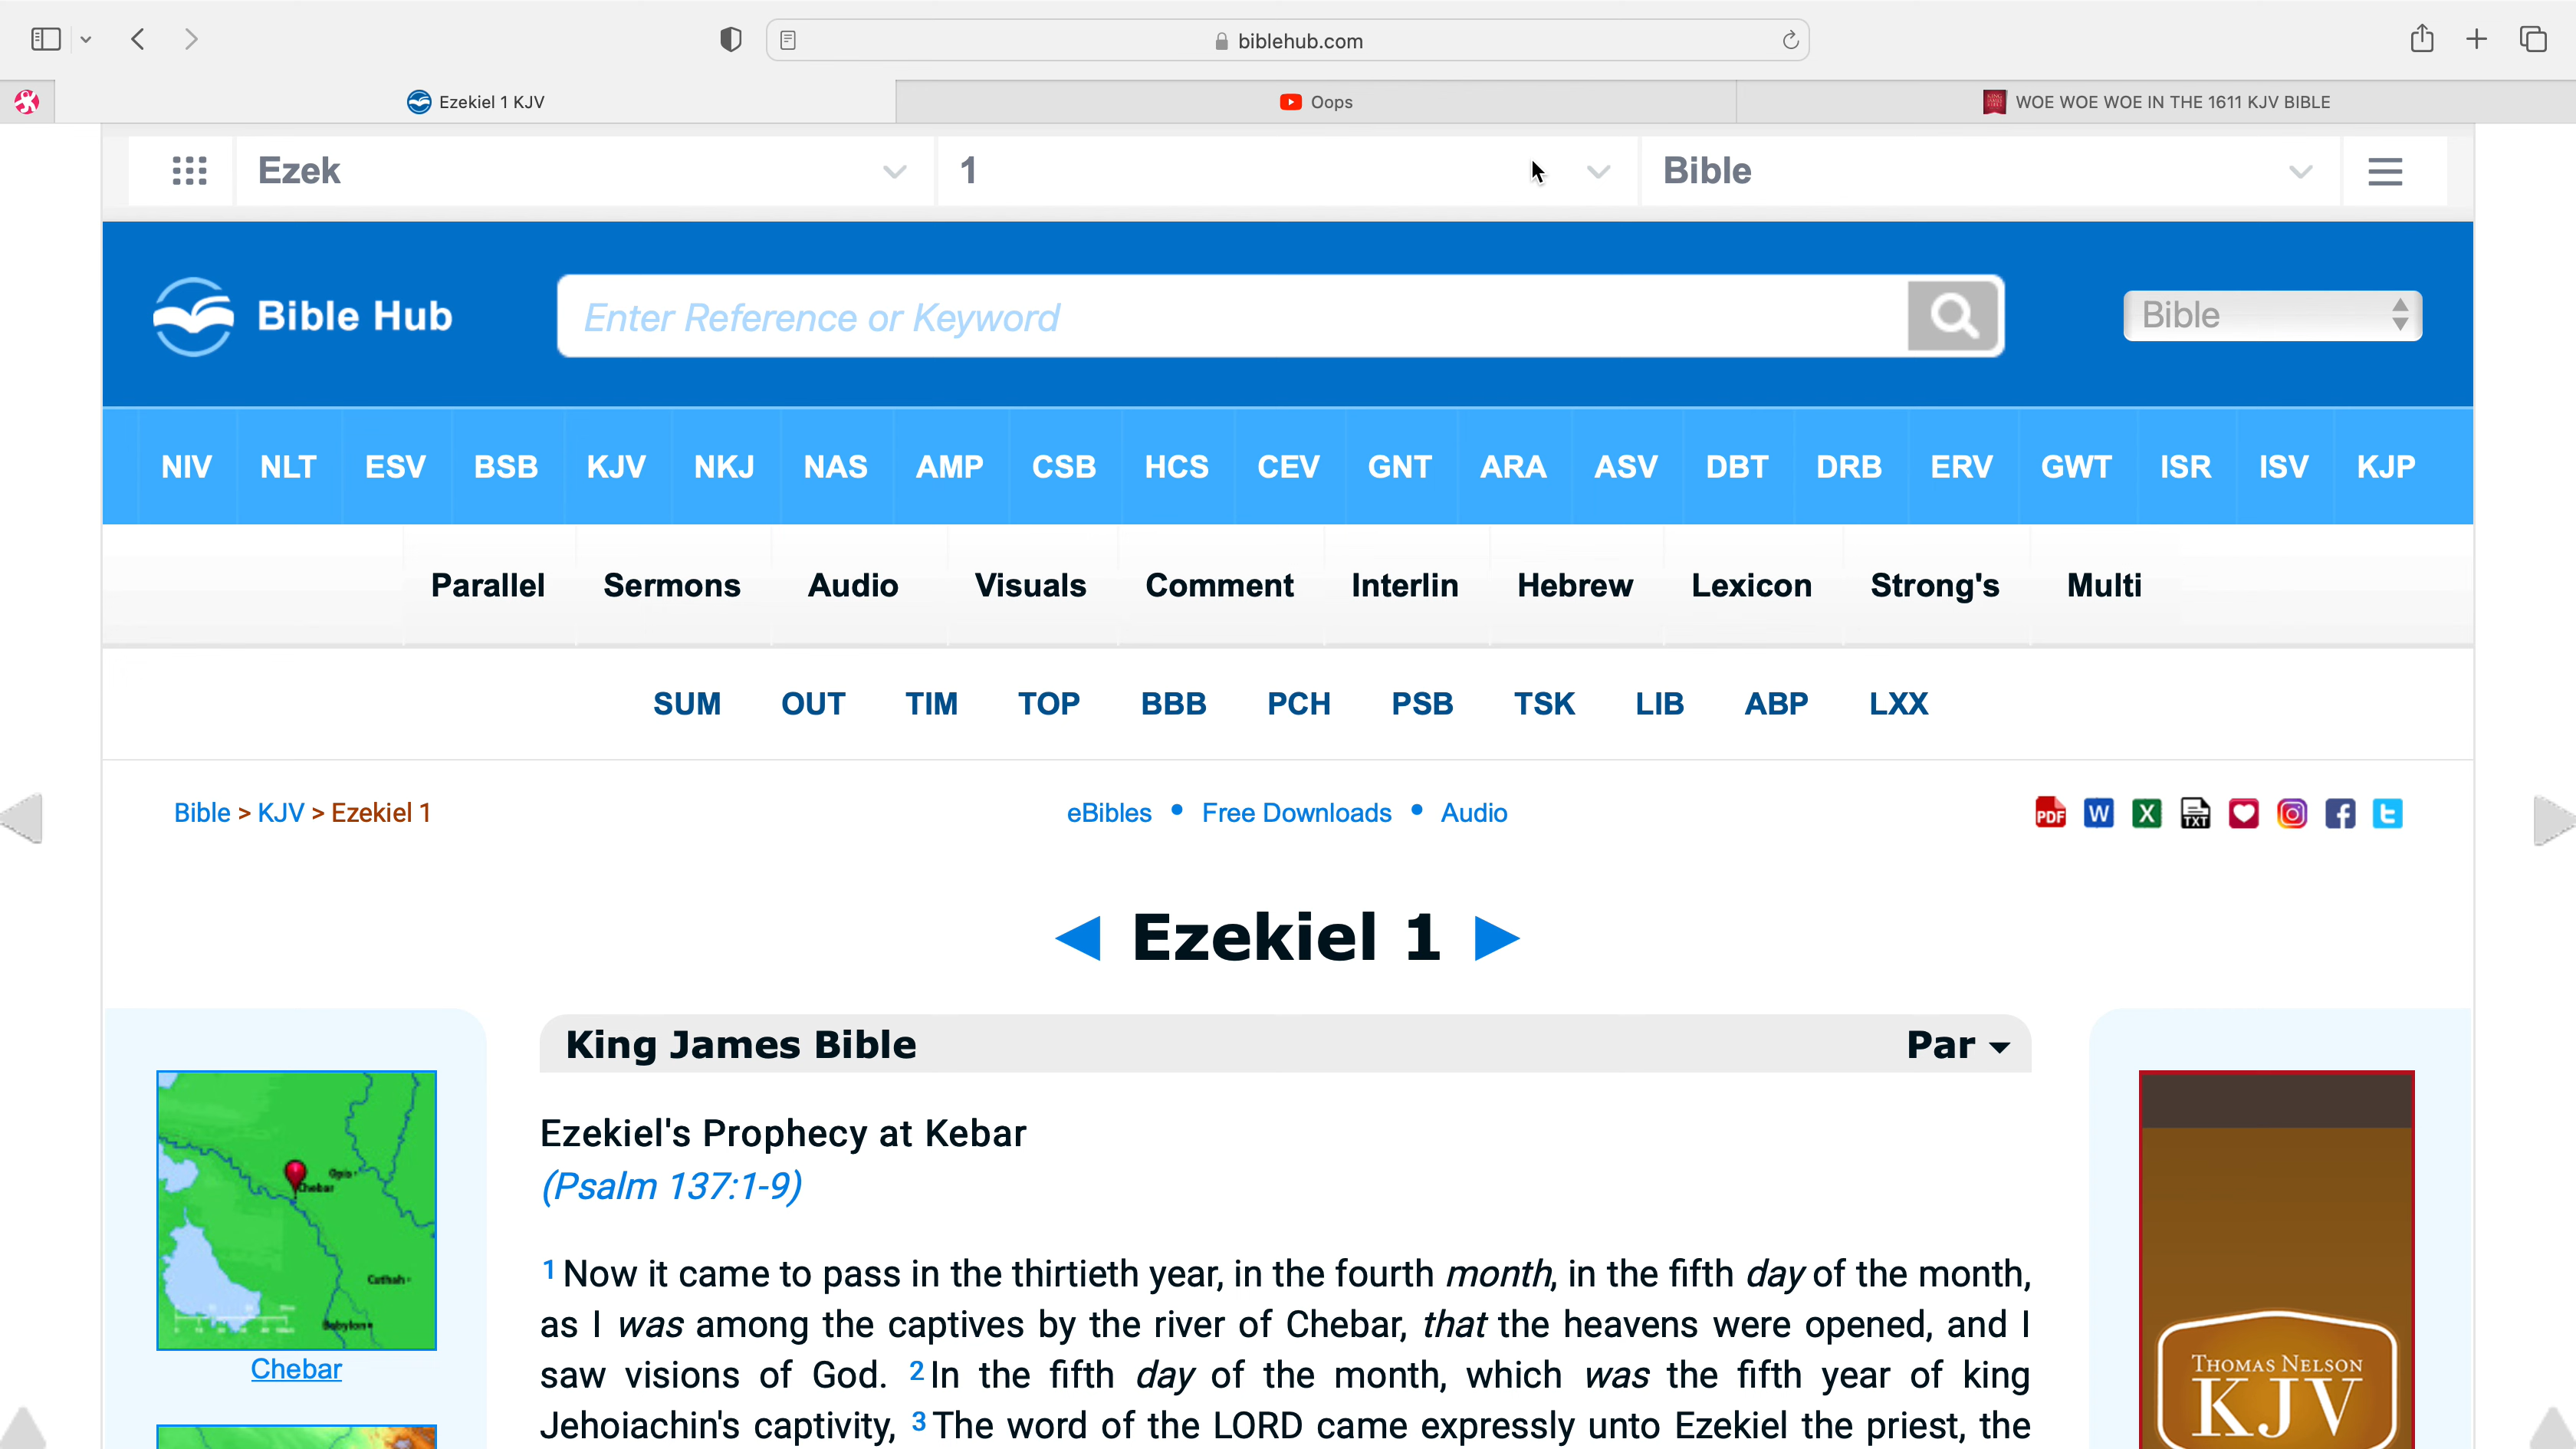 biblehub.com
Ezekiel 1 KJV
Oops
WOE WOE WOE IN THE 1611 KJV BIBLE
Ezek
1
Bible
Bible Hub
Enter Reference or Keyword
Bible
NIV NLT ESV BSB KJV NKJ NAS AMP CSB HCS CEV GNT ARA ASV DBT DRB ERV GWT ISR ISV KJP
Parallel Sermons Audio Visuals Comment Interlin Hebrew Lexicon Strong's Multi
SUM OUT TIM TOP BBB PCH PSB TSK LIB ABP LXX
Bible > KJV > Ezekiel 1
eBibles • Free Downloads • Audio
PDF W X TXT
◄ Ezekiel 1 ►
King James Bible
Par
Ezekiel's Prophecy at Kebar
(Psalm 137:1-9)
1 Now it came to pass in the thirtieth year, in the fourth month, in the fifth day of the month,
as I was among the captives by the river of Chebar, that the heavens were opened, and I
saw visions of God. 2 In the fifth day of the month, which was the fifth year of king
Jehoiachin's captivity, 3 The word of the LORD came expressly unto Ezekiel the priest, the
Opis
Chebar
Cuthah
Babylon
Chebar
THOMAS NELSON
KJV